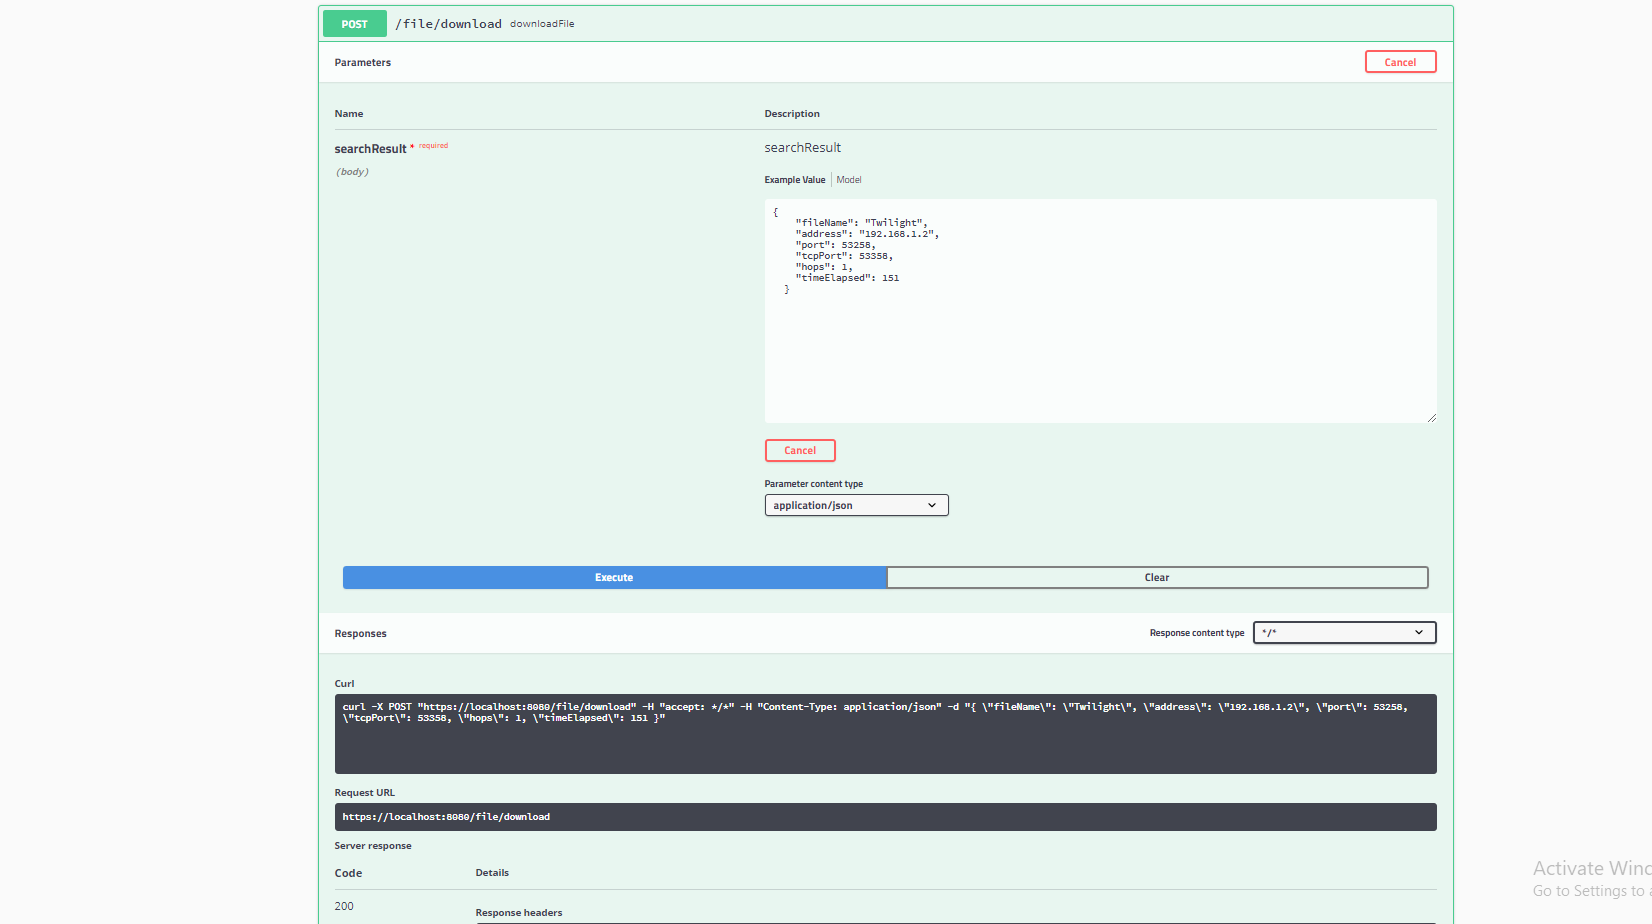 POST /file/download downloadFile
Parameters
Cancel
Name Description
searchResult * required
(body)
searchResult
Example Value Model
{
"fileName": "Twilight",
"address": "192.168.1.2",
"port": 53258,
"tcpPort": 53358,
"hops": 1,
"timeElapsed": 151
}
Cancel
Parameter content type
application/json
Execute Clear
Responses
Response content type */*
Curl
curl -X POST "https://localhost:8080/file/download" -H "accept: */*" -H "Content-Type: application/json" -d "{ \"fileName\": \"Twilight\", \"address\": \"192.168.1.2\", \"port\": 53258,
\"tcpPort\": 53358, \"hops\": 1, \"timeElapsed\": 151 }"
Request URL
https://localhost:8080/file/download
Server response
Code Details
200
Response headers
Activate Wind
Go to Settings to a